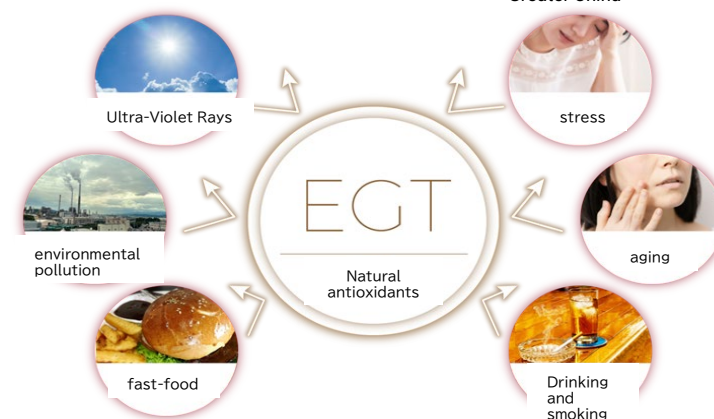 Ultra-Violet Rays
stress
EGT
Natural
antioxidants
environmental
pollution
aging
fast-food
Drinking
and
smoking